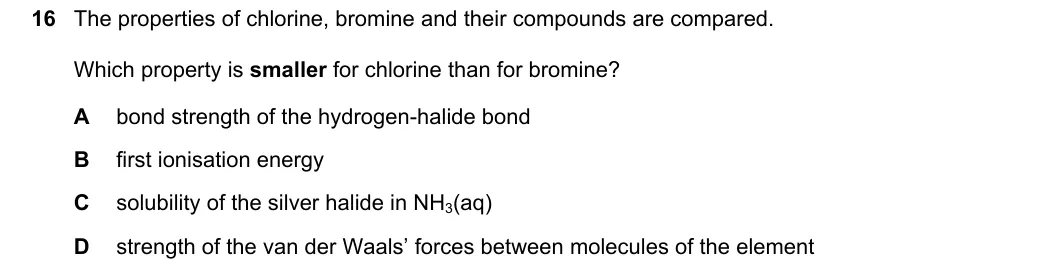 16 The properties of chlorine, bromine and their compounds are compared.
Which property is smaller for chlorine than for bromine?
A bond strength of the hydrogen-halide bond
B first ionisation energy
C solubility of the silver halide in NH₃(aq)
D strength of the van der Waals’ forces between molecules of the element